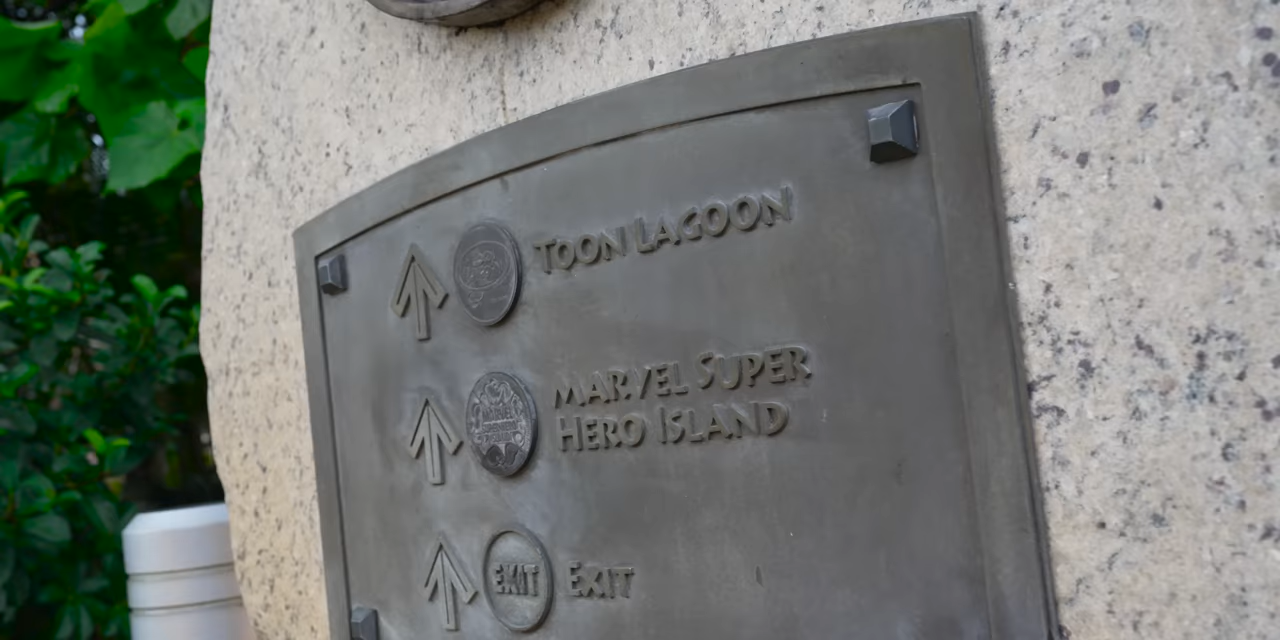 TOON LAGOON
MARVEL SUPER
HERO ISLAND
EXIT EXIT